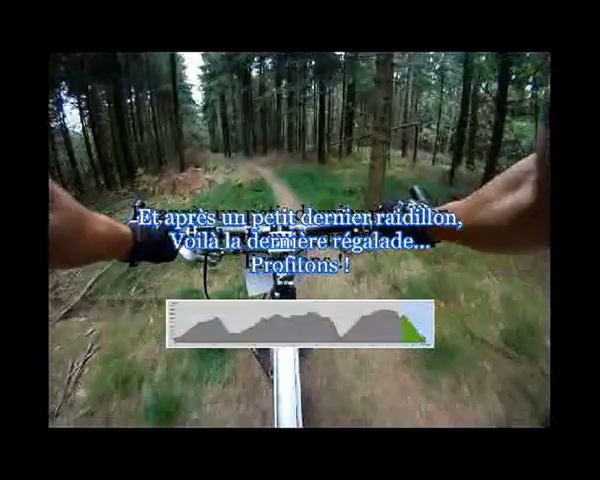 Et après un petit dernier raidillon,
Voilà la dernière régalade...
Profitons !